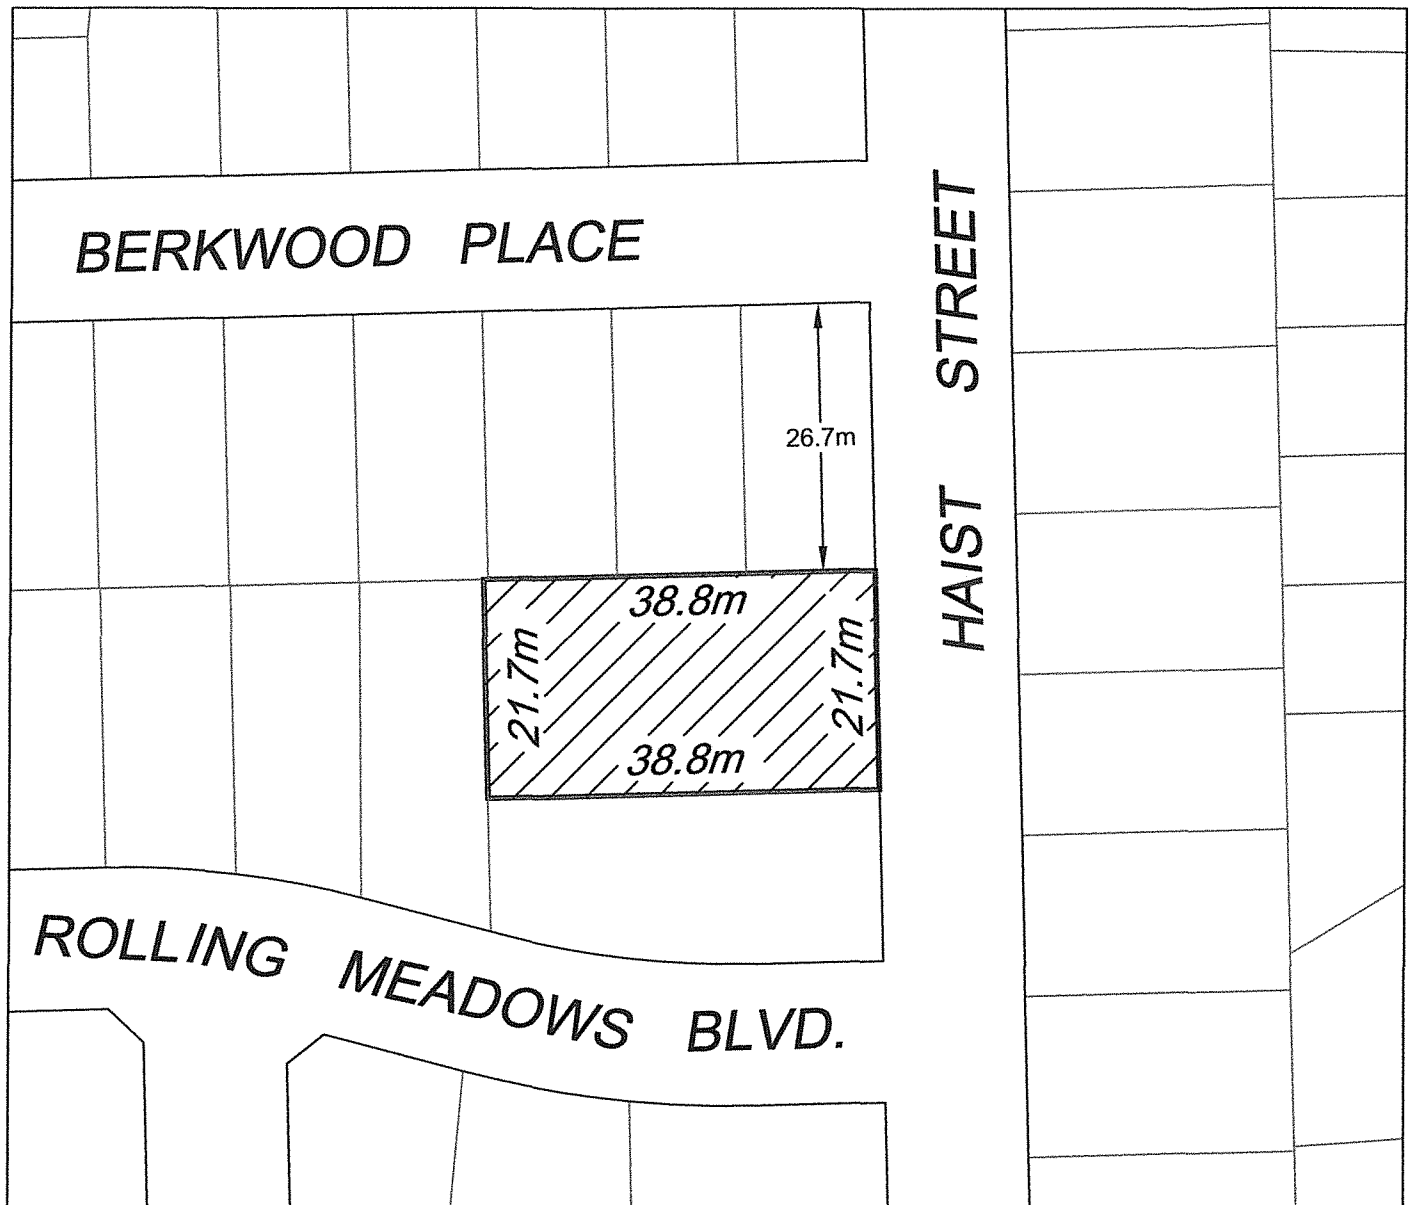 BERKWOOD PLACE
HAIST STREET
26.7m
38.8m
21.7m
21.7m
38.8m
ROLLING MEADOWS BLVD.